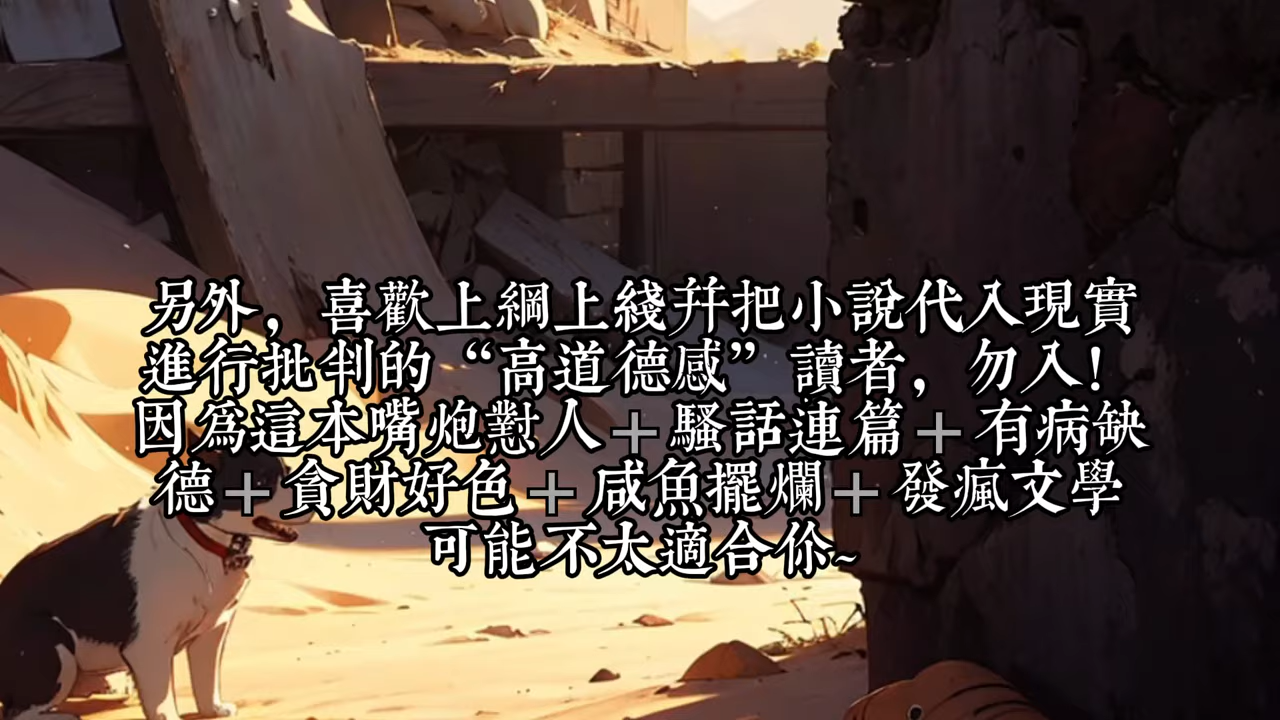 另外，喜歡上綱上綫并把小說代入現實
進行批判的“高道德感”讀者，勿入！
因爲這本嘴炮懟人➕騷話連篇➕有病缺
德➕貪財好色➕咸魚擺爛➕發瘋文學
可能不太適合你~